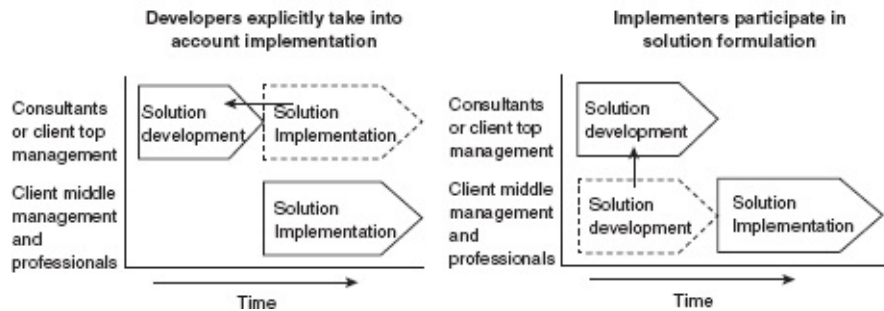 Developers explicitly take into
account implementation
Consultants
or client top
management
Client middle
management
and
professionals
Solution
development
Solution
Implementation
Solution
Implementation
Time
Implementers participate in
solution formulation
Consultants
or client top
management
Client middle
management and
professionals
Solution
development
Solution
development
Solution
Implementation
Time